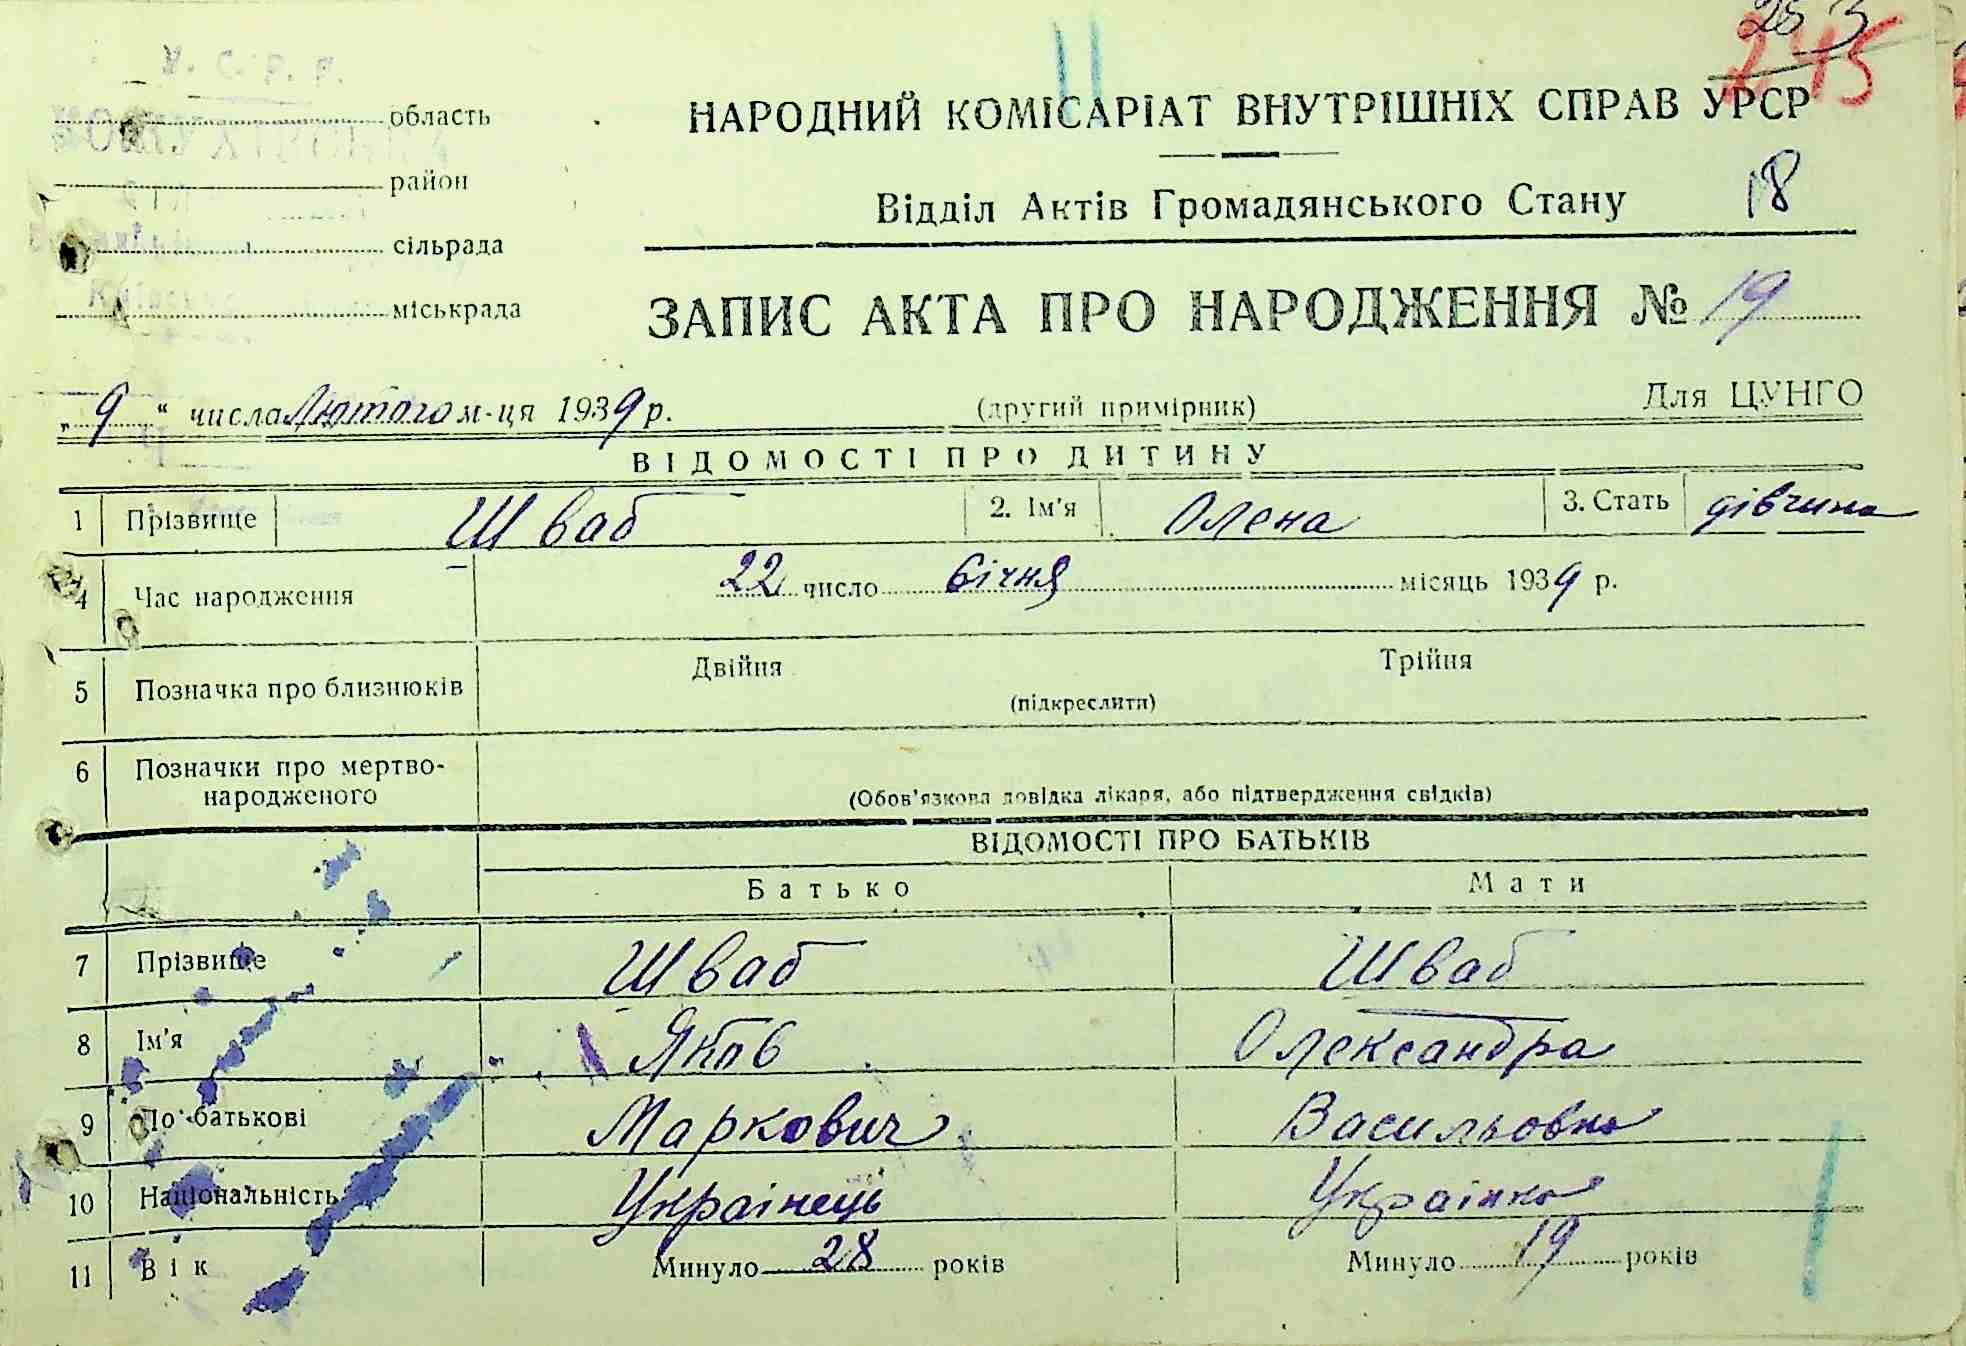 У. С. Р. Р.
253
245
область
район
сільрада
міськрада
НАРОДНИЙ КОМІСАРІАТ ВНУТРІШНІХ СПРАВ УРСР
Відділ Актів Громадянського Стану 18
ЗАПИС АКТА ПРО НАРОДЖЕННЯ № 19
„ 9 “ числа Лютого м-ця 1939 р. (другий примірник) Для ЦУНГО
ВІДОМОСТІ ПРО ДИТИНУ
1 Прізвище Шваб 2. Ім'я Олена 3. Стать дівчина
4 Час народження 22 число Січня місяць 1939 р.
5 Позначка про близнюків Двійня Трійня
(підкреслити)
6 Позначки про мертво-
народженого (Обов'язкова довідка лікаря, або підтвердження свідків)
ВІДОМОСТІ ПРО БАТЬКІВ
Батько Мати
7 Прізвище Шваб Шваб
8 Ім'я Яків Олександра
9 По батькові Маркович Васильовна
10 Національність Украінець Украінка
11 Вік Минуло 28 років Минуло 19 років